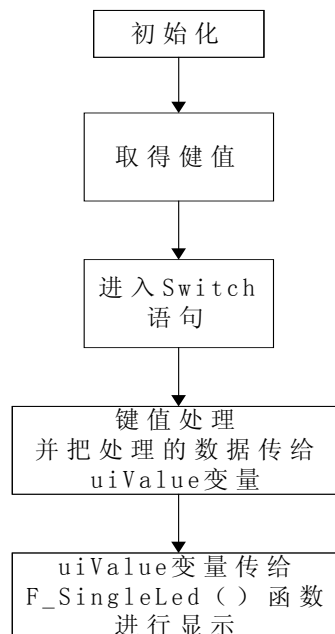 初始化
取得健值
进入Switch
语句
键值处理
并把处理的数据传给
uiValue变量
uiValue变量传给
F_SingleLed（）函数
进行显示